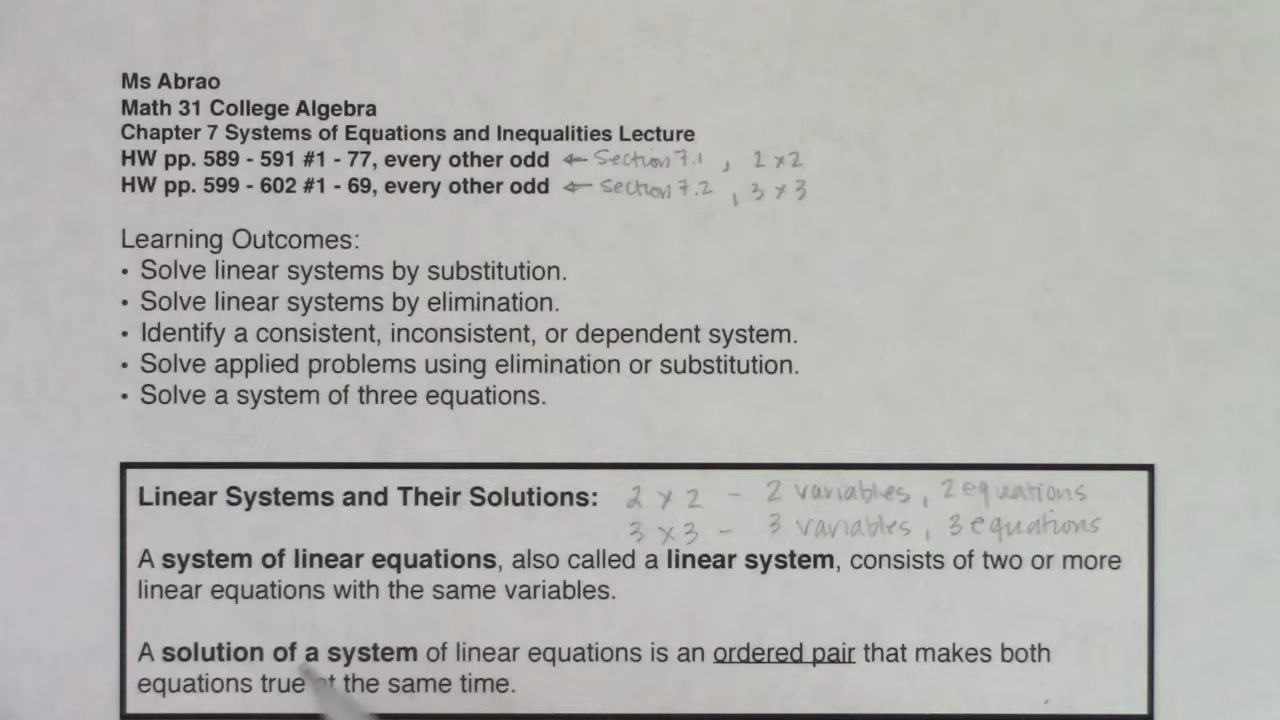 Ms Abrao
Math 31 College Algebra
Chapter 7 Systems of Equations and Inequalities Lecture
HW pp. 589 - 591 #1 - 77, every other odd ← Section 7.1 , 2 x 2
HW pp. 599 - 602 #1 - 69, every other odd ← Section 7.2 , 3 x 3
Learning Outcomes:
• Solve linear systems by substitution.
• Solve linear systems by elimination.
• Identify a consistent, inconsistent, or dependent system.
• Solve applied problems using elimination or substitution.
• Solve a system of three equations.
Linear Systems and Their Solutions: 2 x 2 - 2 variables, 2 equations
3 x 3 - 3 variables, 3 equations
A system of linear equations, also called a linear system, consists of two or more
linear equations with the same variables.
A solution of a system of linear equations is an ordered pair that makes both
equations true at the same time.